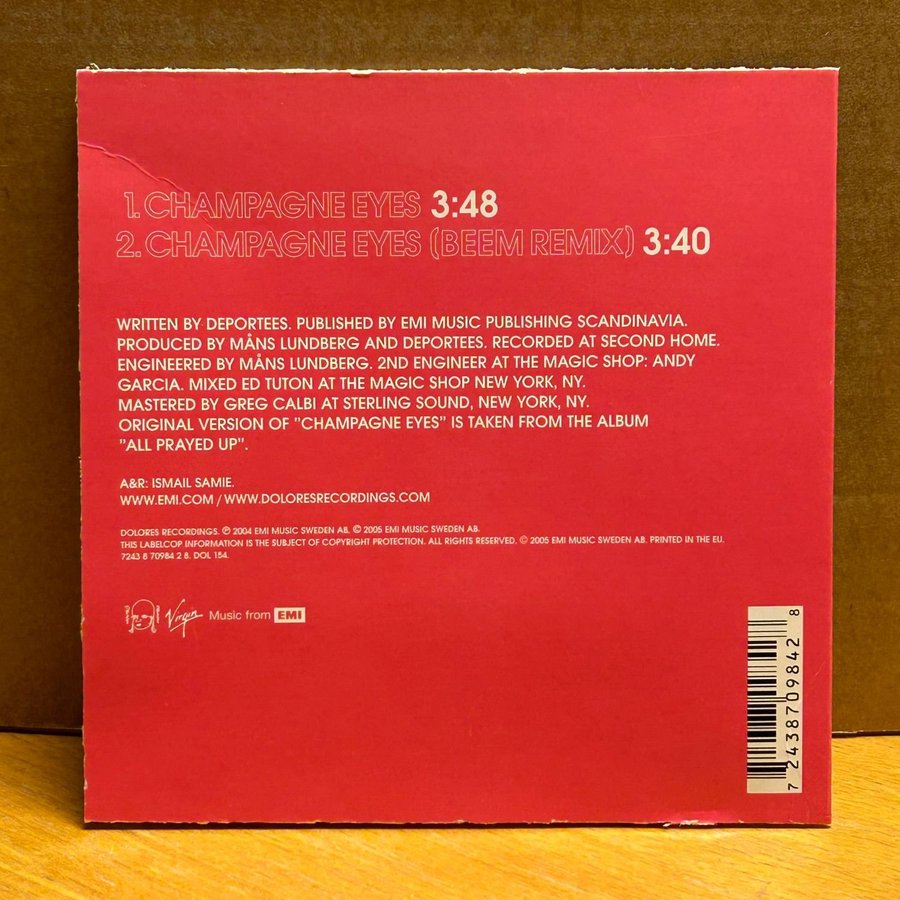 1. CHAMPAGNE EYES 3:48
2. CHAMPAGNE EYES (BEEM REMIX) 3:40
WRITTEN BY DEPORTEES. PUBLISHED BY EMI MUSIC PUBLISHING SCANDINAVIA.
PRODUCED BY MÅNS LUNDBERG AND DEPORTEES. RECORDED AT SECOND HOME.
ENGINEERED BY MÅNS LUNDBERG. 2ND ENGINEER AT THE MAGIC SHOP: ANDY
GARCIA. MIXED ED TUTON AT THE MAGIC SHOP NEW YORK, NY.
MASTERED BY GREG CALBI AT STERLING SOUND, NEW YORK, NY.
ORIGINAL VERSION OF "CHAMPAGNE EYES" IS TAKEN FROM THE ALBUM
"ALL PRAYED UP".
A&R: ISMAIL SAMIE.
WWW.EMI.COM / WWW.DOLORESRECORDINGS.COM
DOLORES RECORDINGS. ℗ 2004 EMI MUSIC SWEDEN AB. © 2005 EMI MUSIC SWEDEN AB.
THIS LABELCOP INFORMATION IS THE SUBJECT OF COPYRIGHT PROTECTION. ALL RIGHTS RESERVED. © 2005 EMI MUSIC SWEDEN AB. PRINTED IN THE EU.
7243 8 70984 2 8. DOL 154.
Virgin Music from EMI
7 24387 09842 8